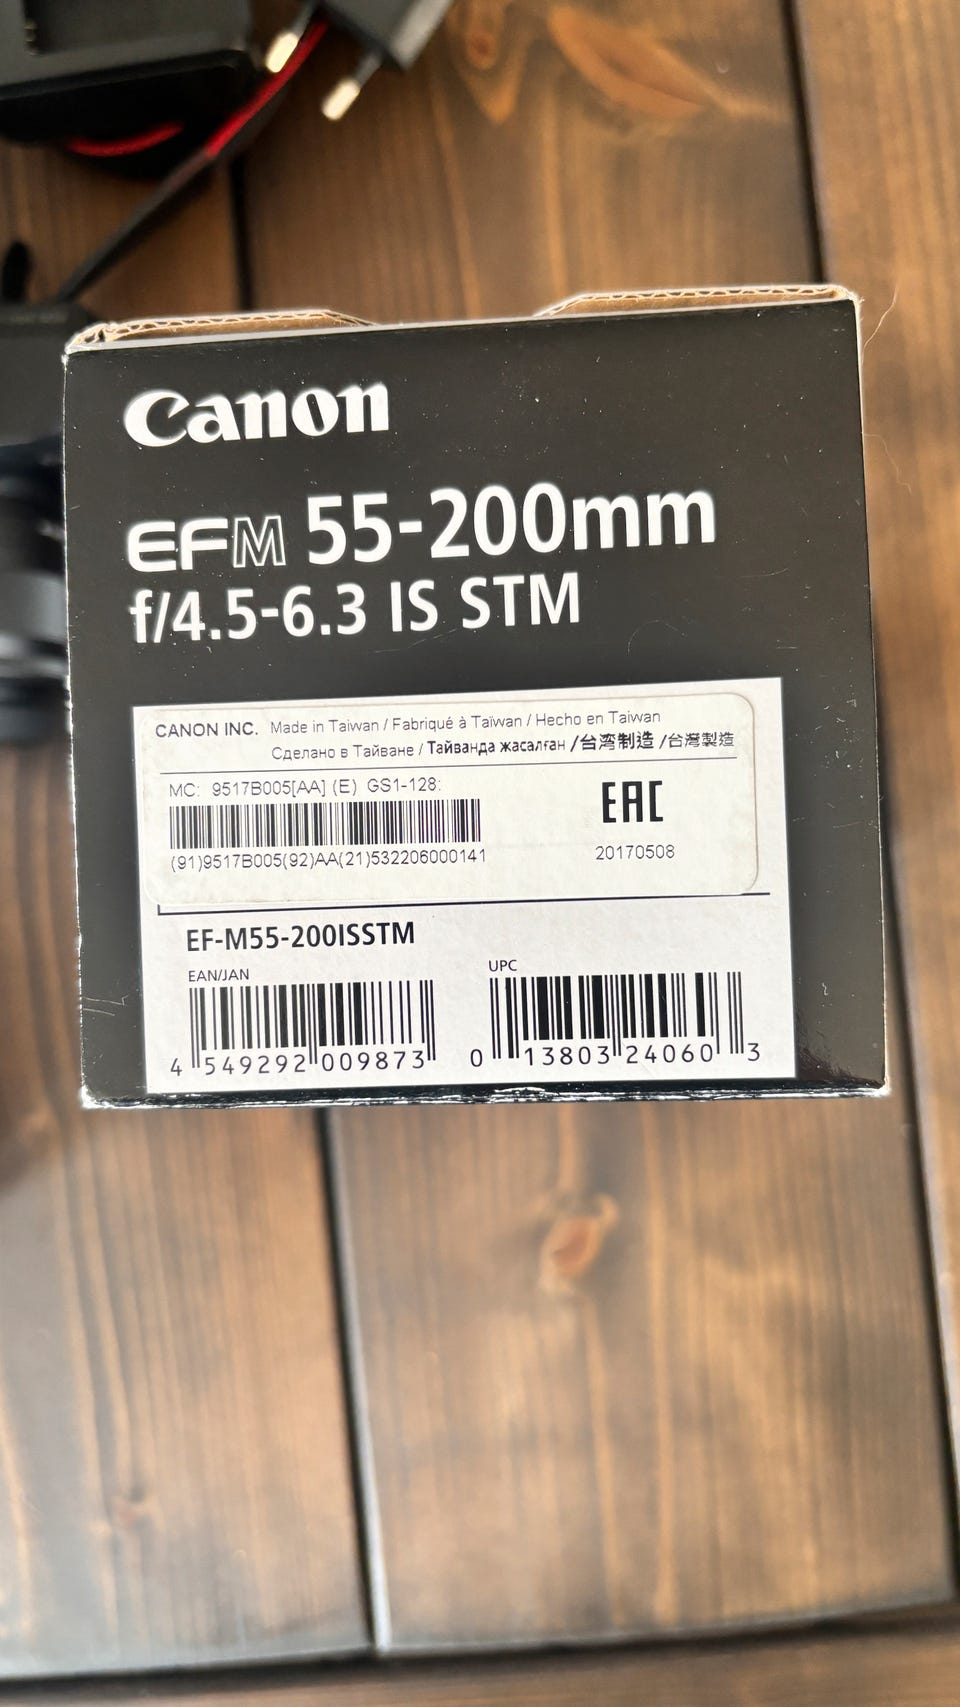 Canon
EFM 55-200mm
f/4.5-6.3 IS STM
CANON INC. Made in Taiwan / Fabriqué à Taïwan / Hecho en Taiwan
Сделано в Тайване / Тайванда жасалған /台湾制造 /台灣製造
MC: 9517B005[AA] (E) GS1-128:
EAC
(91)9517B005(92)AA(21)532206000141
20170508
EF-M55-200ISSTM
EAN/JAN
UPC
4 549292 009873
0 13803 24060 3